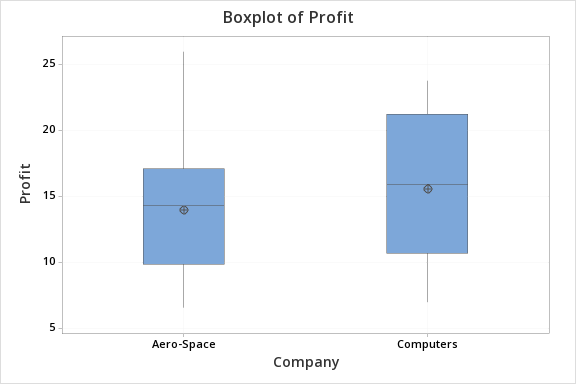 Boxplot of Profit
25
20
15
10
5
Profit
Aero-Space
Computers
Company